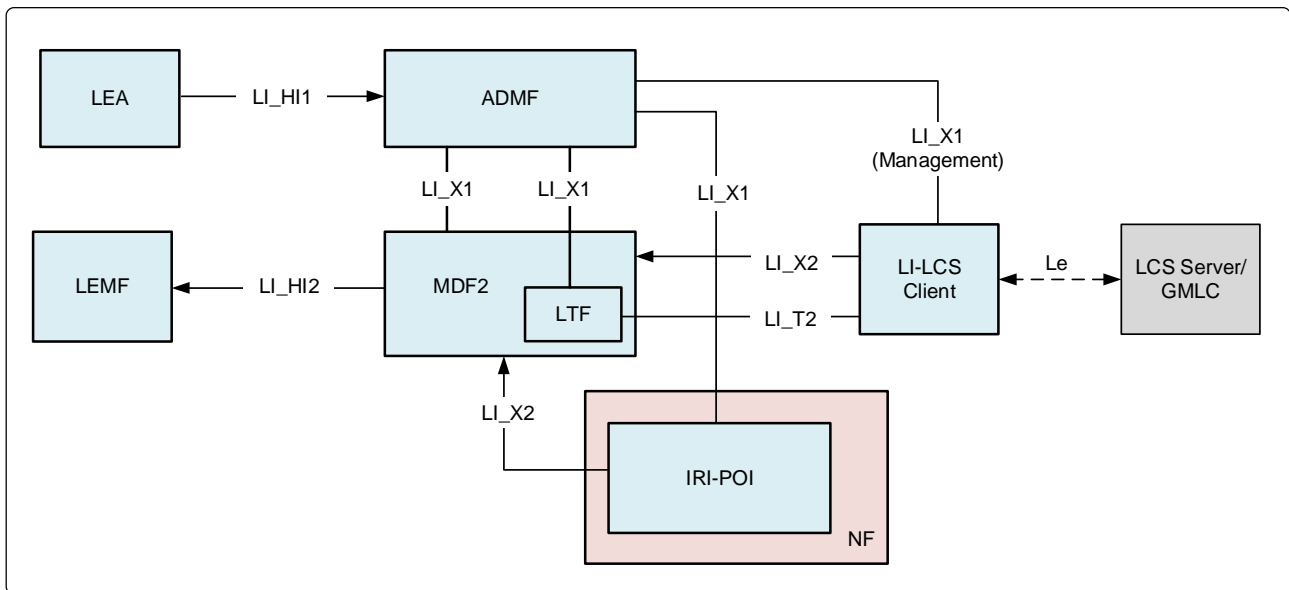 LEA
LI_HI1
ADMF
LI_X1
(Management)
LI_X1
LI_X1
LI_X1
LEMF
LI_HI2
MDF2
LTF
LI_X2
LI_T2
LI-LCS
Client
Le
LCS Server/
GMLC
LI_X2
IRI-POI
NF